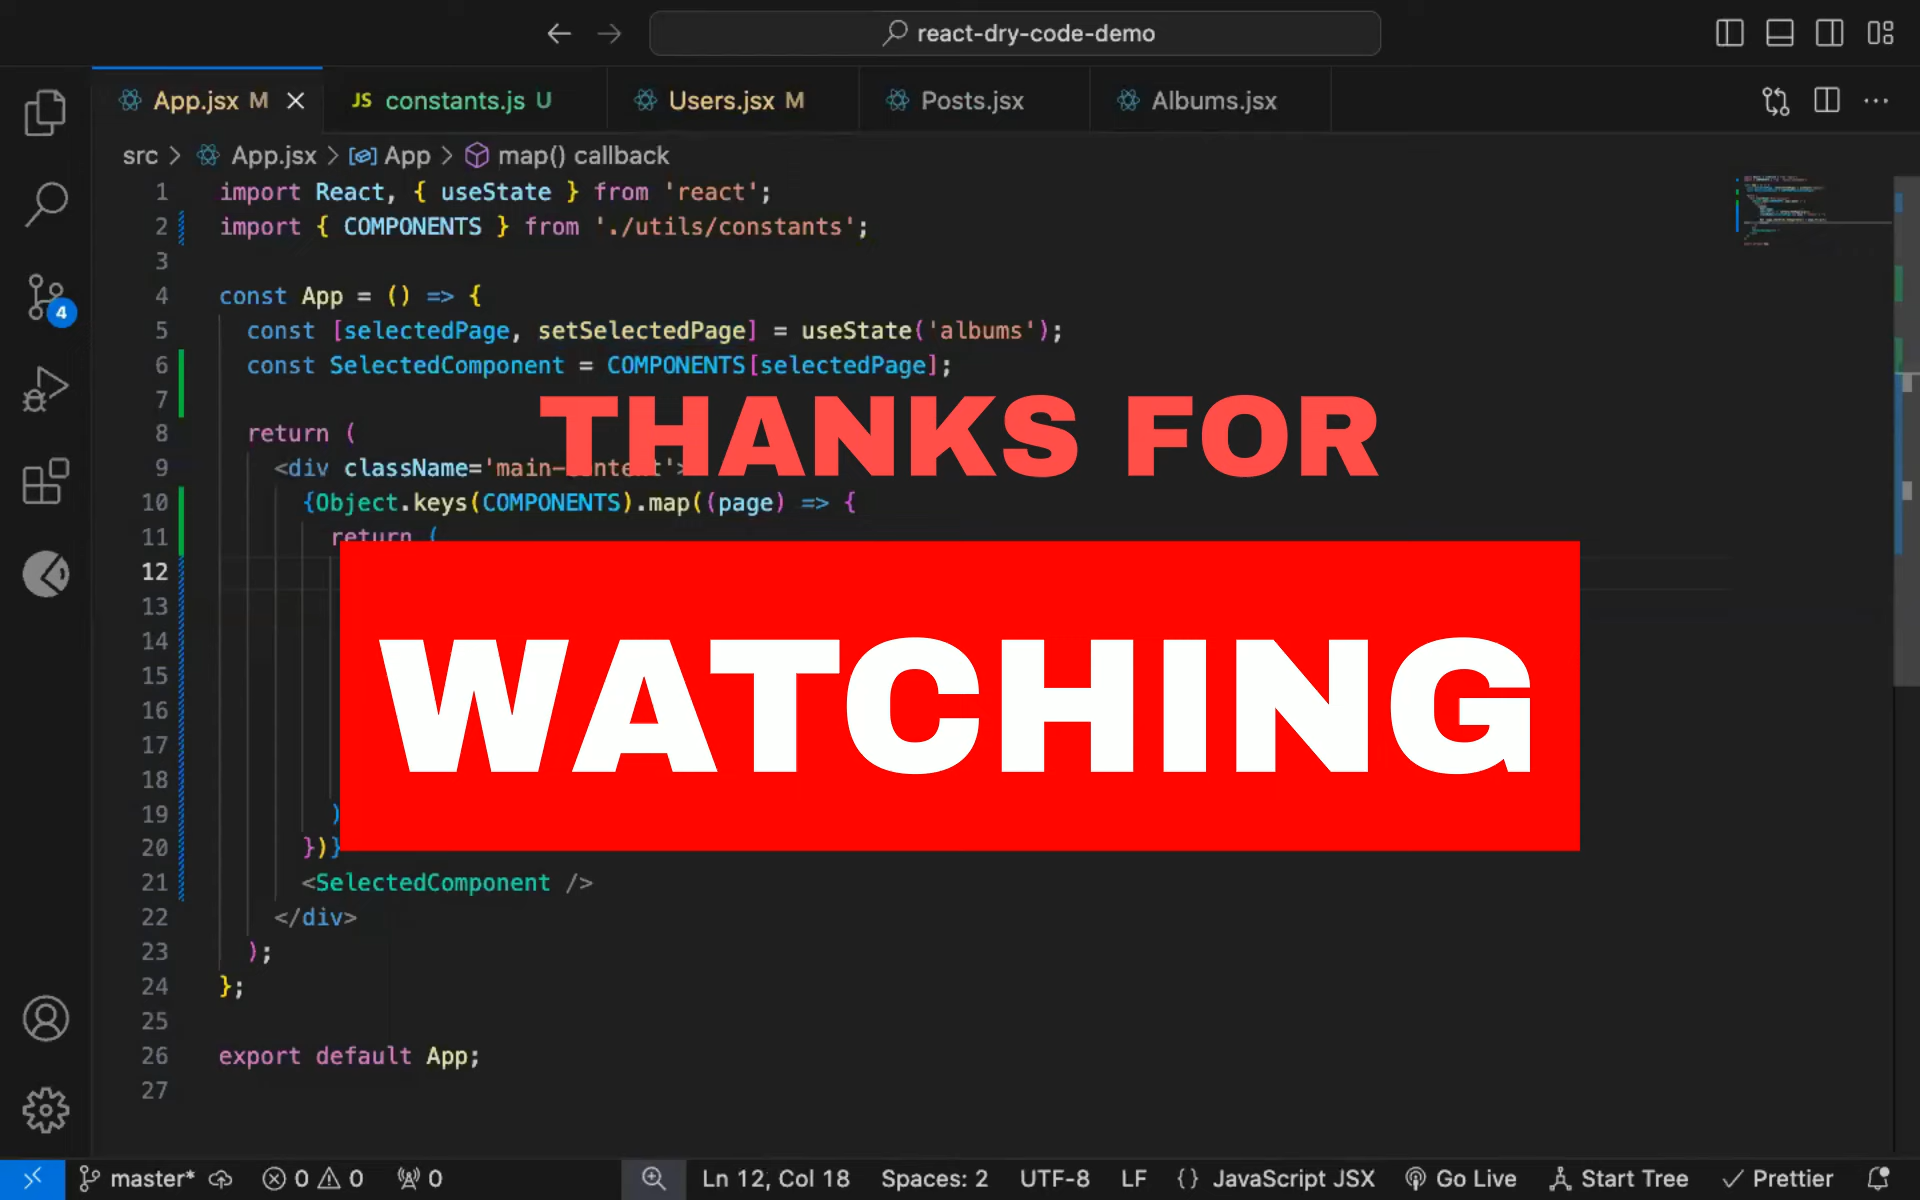 react-dry-code-demo
App.jsx M
JS constants.js U
Users.jsx M
Posts.jsx
Albums.jsx
src > App.jsx > App > map() callback
1 import React, { useState } from 'react';
2 import { COMPONENTS } from './utils/constants';
3
4 const App = () => {
5 const [selectedPage, setSelectedPage] = useState('albums');
6 const SelectedComponent = COMPONENTS[selectedPage];
7
8 return (
9 <div className='main-content'>
10 {Object.keys(COMPONENTS).map((page) => {
11 return (
12
13
14
15
16
17
18
19 )
20 })}
21 <SelectedComponent />
22 </div>
23 );
24 };
25
26 export default App;
27
THANKS FOR
WATCHING
4
master* 0 0 0 Ln 12, Col 18 Spaces: 2 UTF-8 LF {} JavaScript JSX Go Live Start Tree Prettier